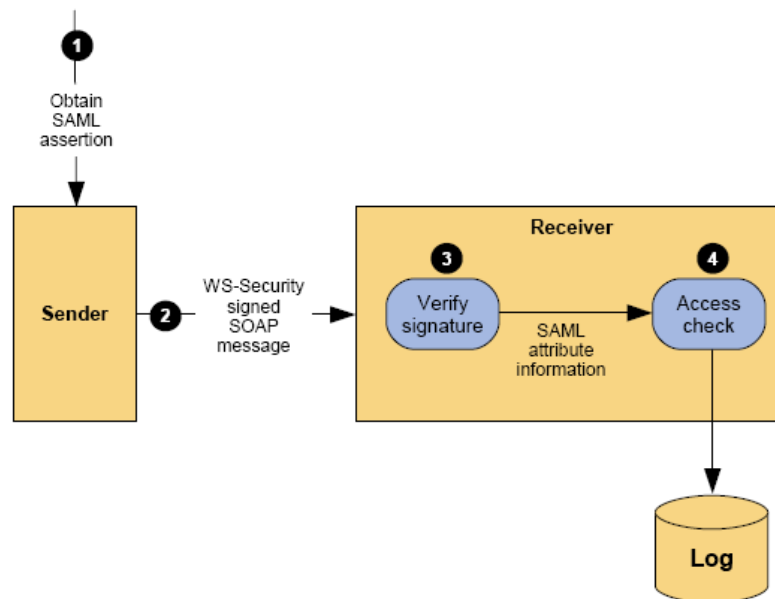 1
Obtain
SAML
assertion
Sender
2
WS-Security
signed
SOAP
message
Receiver
3
Verify
signature
SAML
attribute
information
4
Access
check
Log